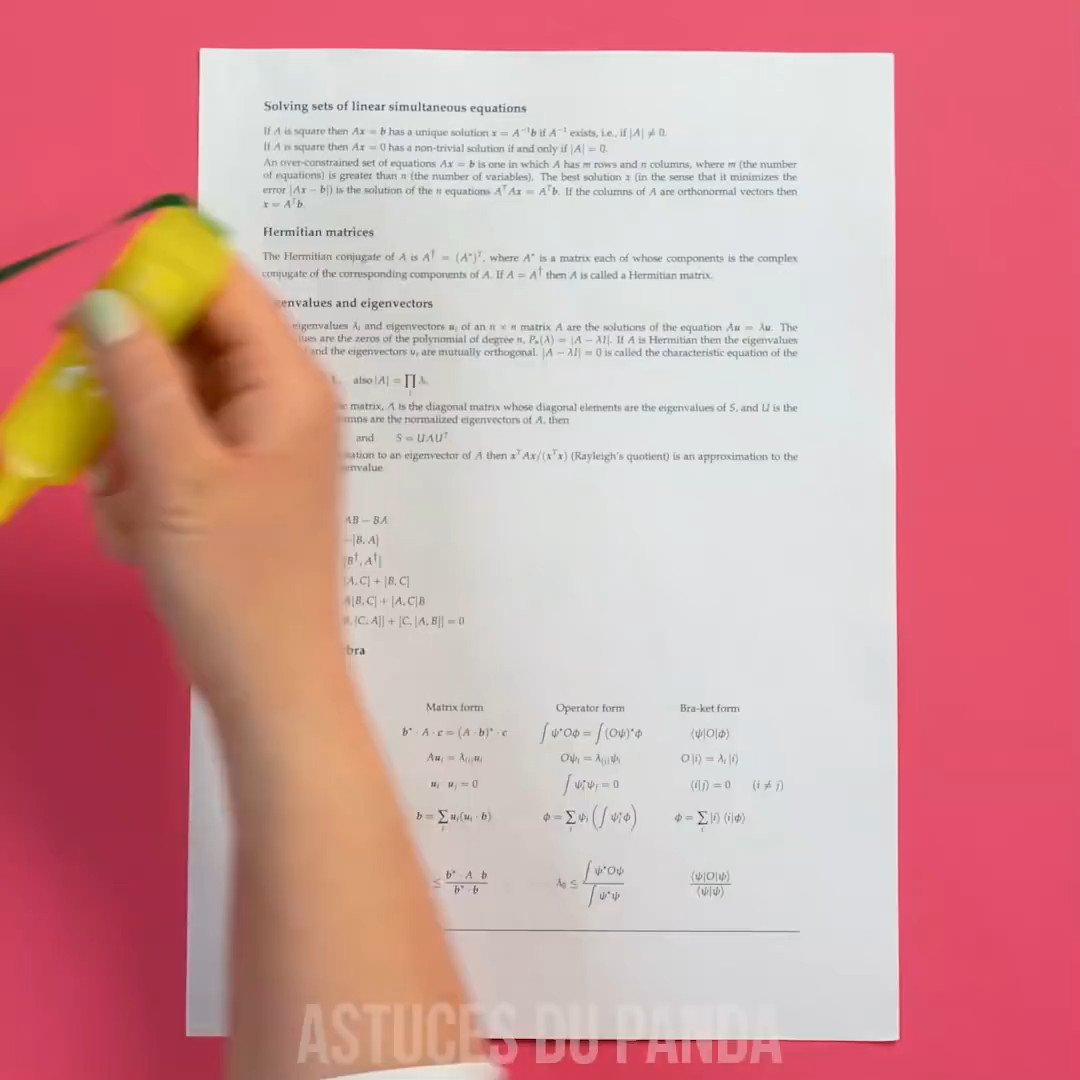 Solving sets of linear simultaneous equations
If A is square then Ax = b has a unique solution x = A⁻¹b if A⁻¹ exists, i.e., if |A| ≠ 0.
If A is square then Ax = 0 has a non-trivial solution if and only if |A| = 0.
An over-constrained set of equations Ax = b is one in which A has m rows and n columns, where m (the number
of equations) is greater than n (the number of variables). The best solution x (in the sense that it minimizes the
error |Ax − b|) is the solution of the n equations AᵀAx = Aᵀb. If the columns of A are orthonormal vectors then
x = Aᵀb.
Hermitian matrices
The Hermitian conjugate of A is A† = (A*)ᵀ, where A* is a matrix each of whose components is the complex
conjugate of the corresponding components of A. If A = A† then A is called a Hermitian matrix.
envalues and eigenvectors
eigenvalues λᵢ and eigenvectors uᵢ of an n × n matrix A are the solutions of the equation Au = λu. The
are the zeros of the polynomial of degree n, Pₙ(λ) = |A − λI|. If A is Hermitian then the eigenvalues
and the eigenvectors uᵢ are mutually orthogonal. |A − λI| = 0 is called the characteristic equation of the
also |A| = ∏ᵢ λᵢ.
matrix, Λ is the diagonal matrix whose diagonal elements are the eigenvalues of S, and U is the
are the normalized eigenvectors of A, then
and S = UΛUᵀ
to an eigenvector of A then xᵀAx/(xᵀx) (Rayleigh's quotient) is an approximation to the
envalue.
AB − BA
−[B, A]
[B†, A†]
[A, C] + [B, C]
A[B, C] + [A, C]B
B, [C, A]] + [C, [A, B]] = 0
bra
Matrix form Operator form Bra-ket form
b* · A · c = (A · b)* · c ∫ψ*Oφ = ∫(Oψ)*φ ⟨ψ|O|φ⟩
Auᵢ = λ₍ᵢ₎uᵢ Oψᵢ = λ₍ᵢ₎ψᵢ O|i⟩ = λᵢ|i⟩
uᵢ · uⱼ = 0 ∫ψᵢ*ψⱼ = 0 ⟨i|j⟩ = 0 (i ≠ j)
b = ∑ᵢ uᵢ(uᵢ · b) φ = ∑ᵢ ψᵢ(∫ψᵢ*φ) φ = ∑ᵢ |i⟩⟨i|φ⟩
≤ b* · A · b / b* · b λ₀ ≤ ∫ψ*Oψ / ∫ψ*ψ ⟨ψ|O|ψ⟩ / ⟨ψ|ψ⟩
ASTUCES DU PANDA